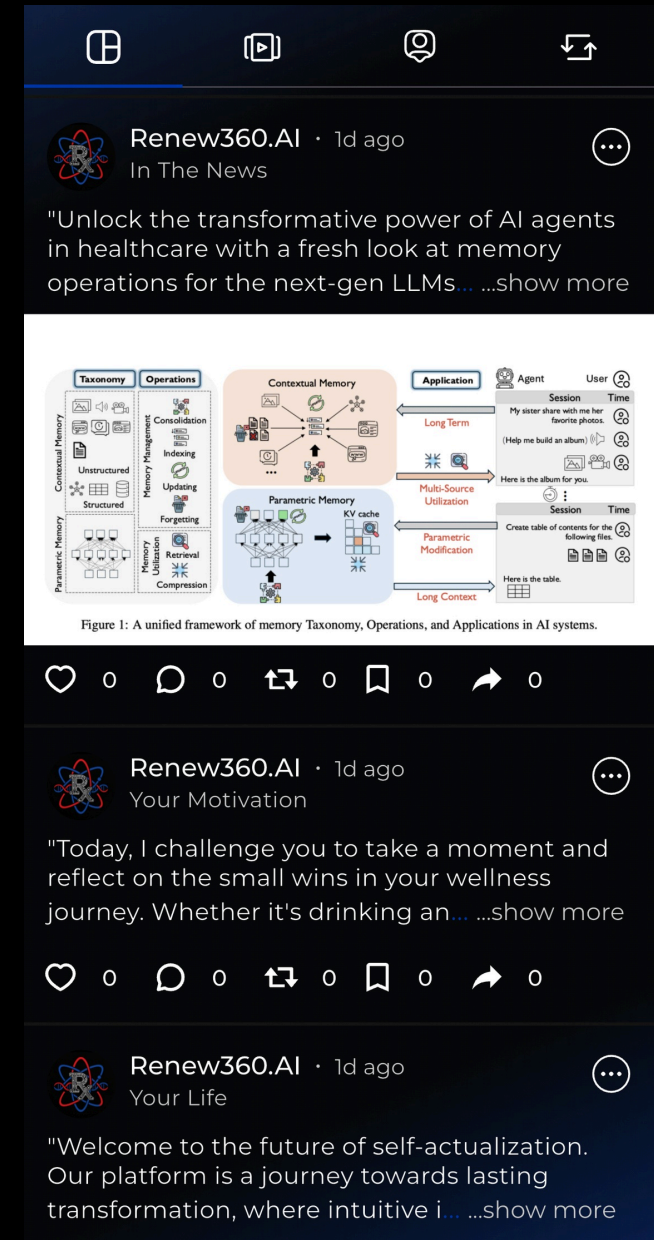 Renew360.AI · 1d ago
In The News
"Unlock the transformative power of AI agents
in healthcare with a fresh look at memory
operations for the next-gen LLMs... ...show more
Taxonomy
Operations
Contextual Memory
Unstructured
Structured
Parametric Memory
Memory Management
Consolidation
Indexing
Updating
Forgetting
Memory
Utilization
Retrieval
Compression
Contextual Memory
...
Parametric Memory
KV cache
Application
Long Term
Multi-Source
Utilization
Parametric
Modification
Long Context
Agent
User
Session Time
My sister share with me her
favorite photos.
(Help me build an album)
Here is the album for you.
Session Time
Create table of contents for the
following files.
Here is the table.
Figure 1: A unified framework of memory Taxonomy, Operations, and Applications in AI systems.
0 0 0 0 0
Renew360.AI · 1d ago
Your Motivation
"Today, I challenge you to take a moment and
reflect on the small wins in your wellness
journey. Whether it's drinking an... ...show more
0 0 0 0 0
Renew360.AI · 1d ago
Your Life
"Welcome to the future of self-actualization.
Our platform is a journey towards lasting
transformation, where intuitive i... ...show more